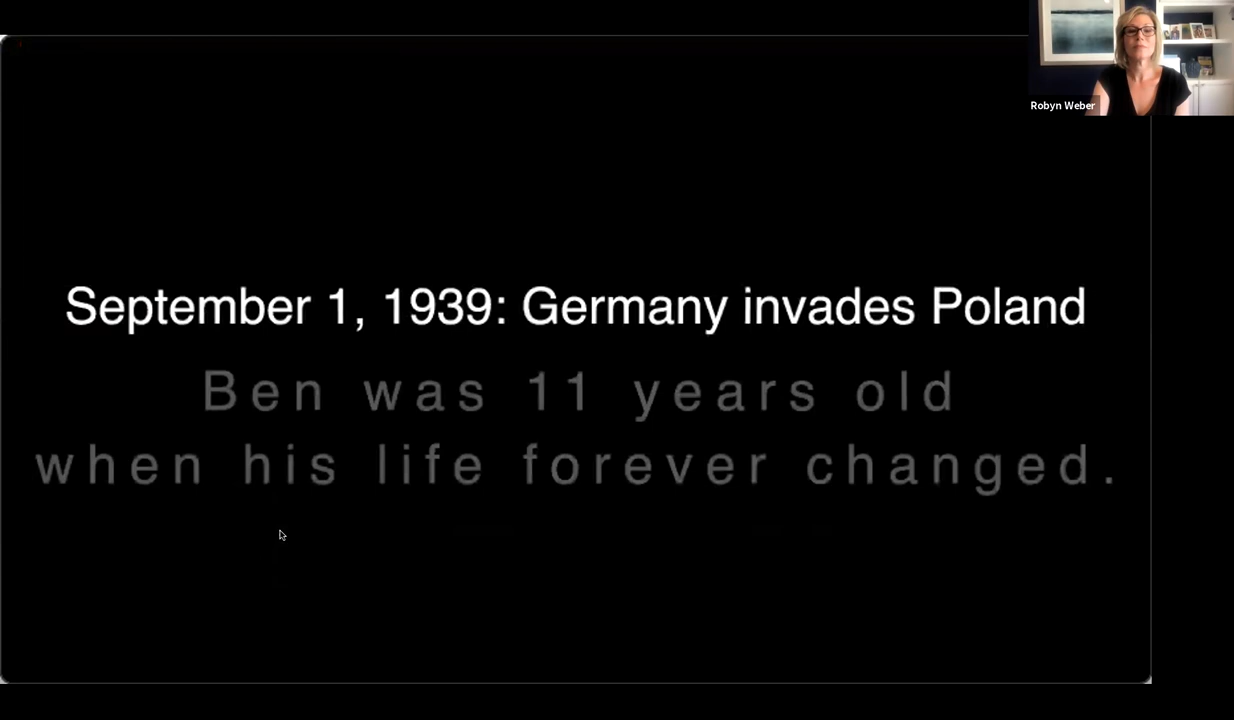 Robyn Weber
September 1, 1939: Germany invades Poland
Ben was 11 years old
when his life forever changed.